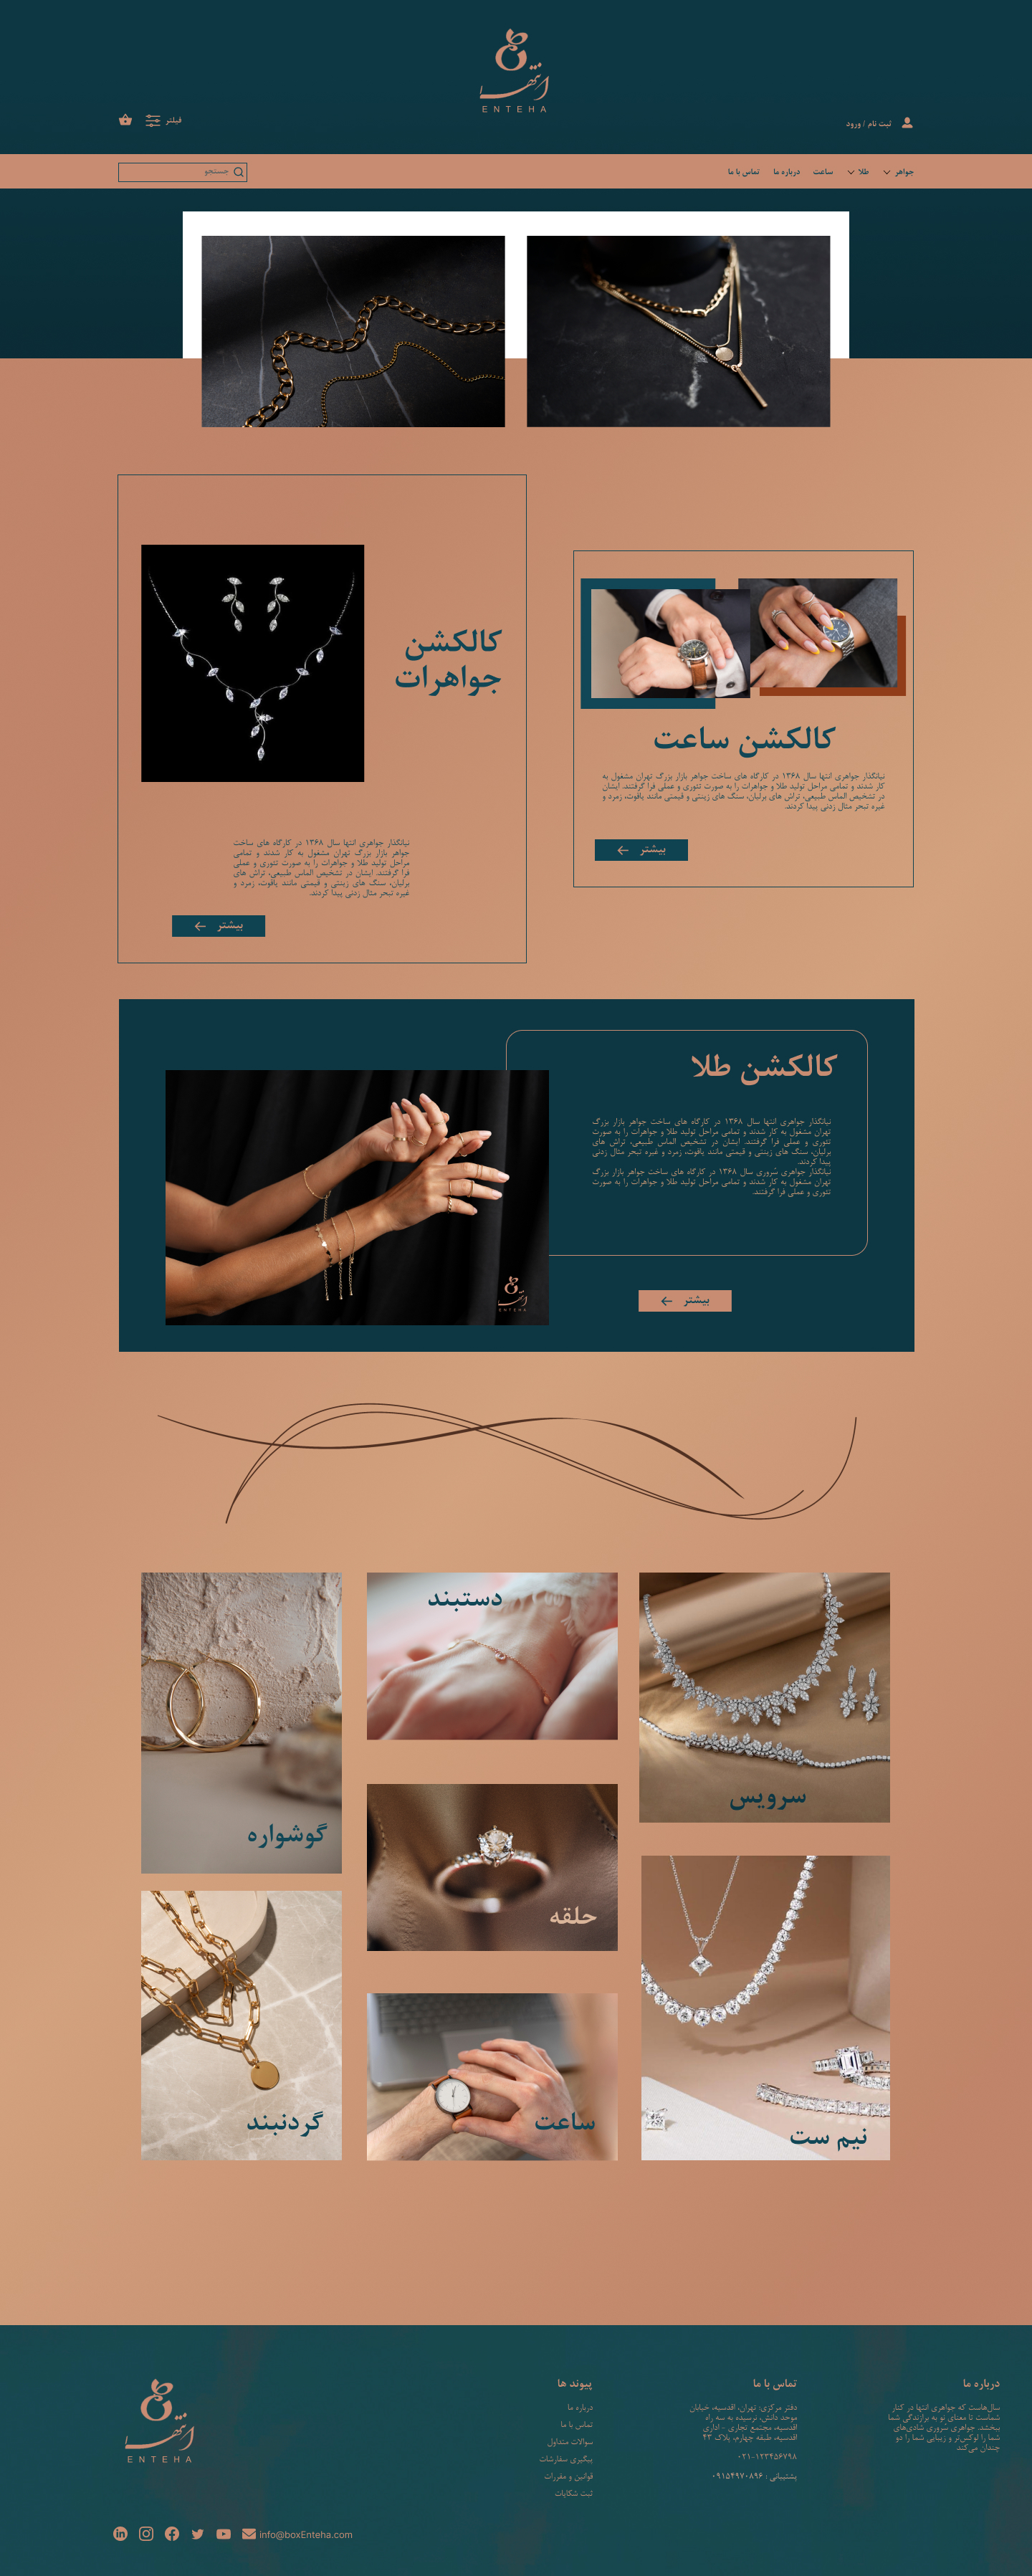 انتها
ENTEHA
ثبت نام / ورود
فیلتر
جواهر
طلا
ساعت
درباره ما
تماس با ما
جستجو
کالکشن
جواهرات
نیانگذار جواهری انتها سال ۱۳۶۸ در کارگاه های ساخت
جواهر بازار بزرگ تهران مشغول به کار شدند و تمامی
مراحل تولید طلا و جواهرات را به صورت تئوری و عملی
فرا گرفتند. ایشان در تشخیص الماس طبیعی، تراش های
برلیان، سنگ های زینتی و قیمتی مانند یاقوت، زمرد و
غیره تبحر مثال زدنی پیدا کردند.
بیشتر
کالکشن ساعت
نیانگذار جواهری انتها سال ۱۳۶۸ در کارگاه های ساخت جواهر بازار بزرگ تهران مشغول به
کار شدند و تمامی مراحل تولید طلا و جواهرات را به صورت تئوری و عملی فرا گرفتند. ایشان
در تشخیص الماس طبیعی، تراش های برلیان، سنگ های زینتی و قیمتی مانند یاقوت، زمرد و
غیره تبحر مثال زدنی پیدا کردند.
بیشتر
کالکشن طلا
نیانگذار جواهری انتها سال ۱۳۶۸ در کارگاه های ساخت جواهر بازار بزرگ
تهران مشغول به کار شدند و تمامی مراحل تولید طلا و جواهرات را به صورت
تئوری و عملی فرا گرفتند. ایشان در تشخیص الماس طبیعی، تراش های
برلیان، سنگ های زینتی و قیمتی مانند یاقوت، زمرد و غیره تبحر مثال زدنی
پیدا کردند.
نیانگذار جواهری شروری سال ۱۳۶۸ در کارگاه های ساخت جواهر بازار بزرگ
تهران مشغول به کار شدند و تمامی مراحل تولید طلا و جواهرات را به صورت
تئوری و عملی فرا گرفتند.
بیشتر
انتها
ENTEHA
سرویس
دستبند
گوشواره
حلقه
نیم ست
ساعت
گردنبند
درباره ما
سال‌هاست که جواهری انتها در کنار
شماست تا معنای نو به برازندگی شما
ببخشد. جواهری شروری شادی‌های
شما را لوکس‌تر و زیبایی شما را دو
چندان می‌کند.
تماس با ما
دفتر مرکزی: تهران، اقدسیه، خیابان
موحد دانش، نرسیده به سه راه
اقدسیه، مجتمع تجاری - اداری
اقدسیه، طبقه چهارم، پلاک ۴۳
۰۲۱-۱۲۳۴۵۶۷۹۸
پشتیبانی : ۰۹۱۵۴۹۷۰۸۹۶
پیوند ها
درباره ما
تماس با ما
سوالات متداول
پیگیری سفارشات
قوانین و مقررات
ثبت شکایات
انتها
ENTEHA
info@boxEnteha.com